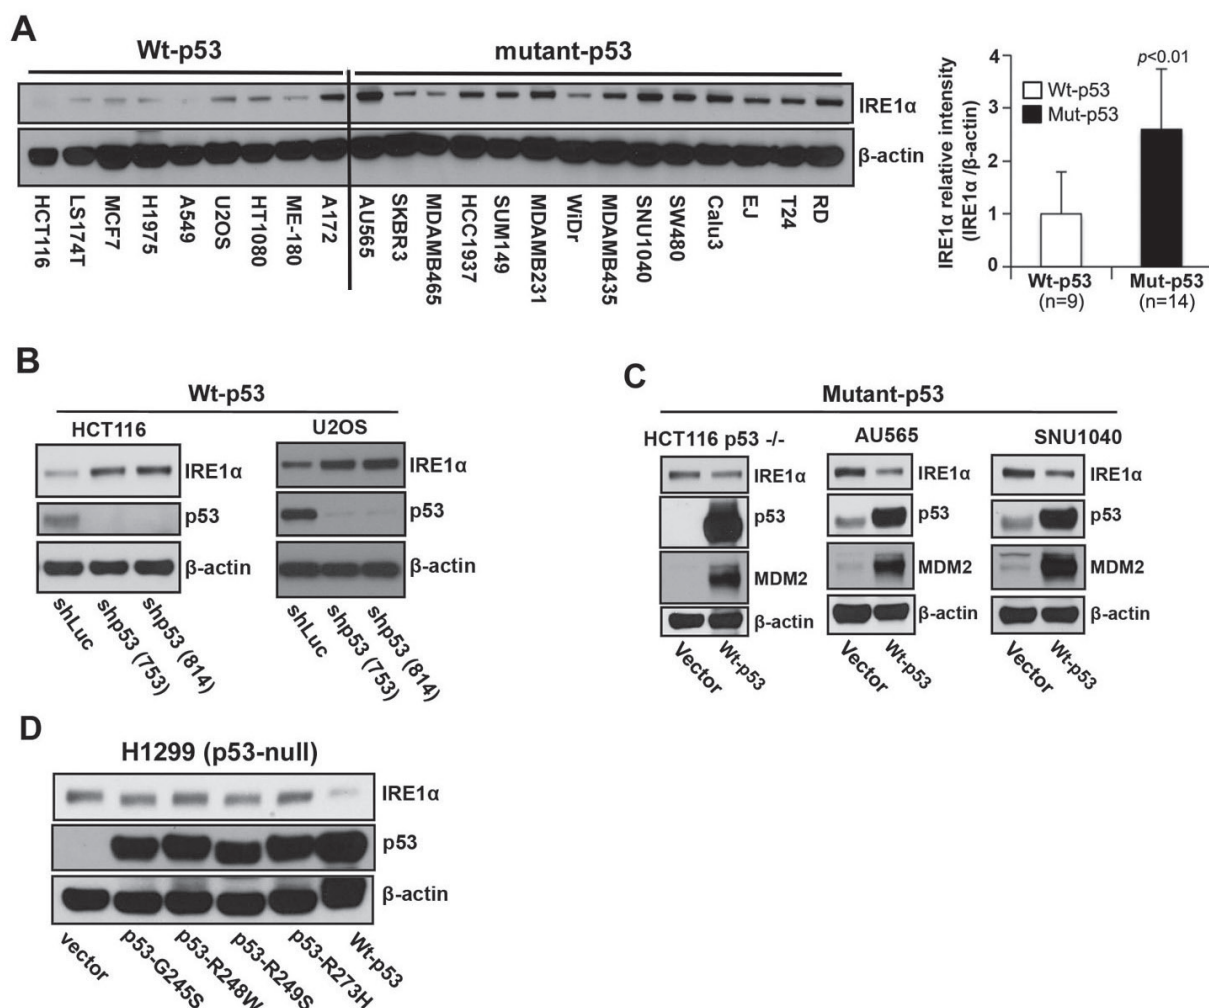 A
Wt-p53 mutant-p53
IRE1α
β-actin
HCT116 LS174T MCF7 H1975 A549 U2OS HT1080 ME-180 A172 AU565 SKBR3 MDAMB465 HCC1937 SUM149 MDAMB231 WiDr MDAMB435 SNU1040 SW480 Calu3 EJ T24 RD
IRE1α relative intensity
(IRE1α /β-actin)
4
3
2
1
0
p<0.01
Wt-p53
Mut-p53
Wt-p53 Mut-p53
(n=9) (n=14)
B
Wt-p53
HCT116 U2OS
IRE1α IRE1α
p53 p53
β-actin β-actin
shLuc shp53 (753) shp53 (814) shLuc shp53 (753) shp53 (814)
C
Mutant-p53
HCT116 p53 -/- AU565 SNU1040
IRE1α IRE1α IRE1α
p53 p53 p53
MDM2 MDM2 MDM2
β-actin β-actin β-actin
Vector Wt-p53 Vector Wt-p53 Vector Wt-p53
D
H1299 (p53-null)
IRE1α
p53
β-actin
vector p53-G245S p53-R248W p53-R249S p53-R273H Wt-p53